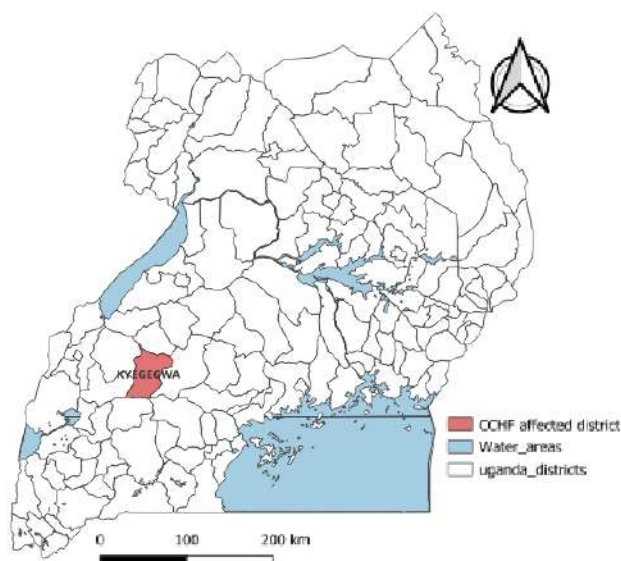 KYEGEGWA
CCHF affected district
Water_areas
uganda_districts
0 100 200 km